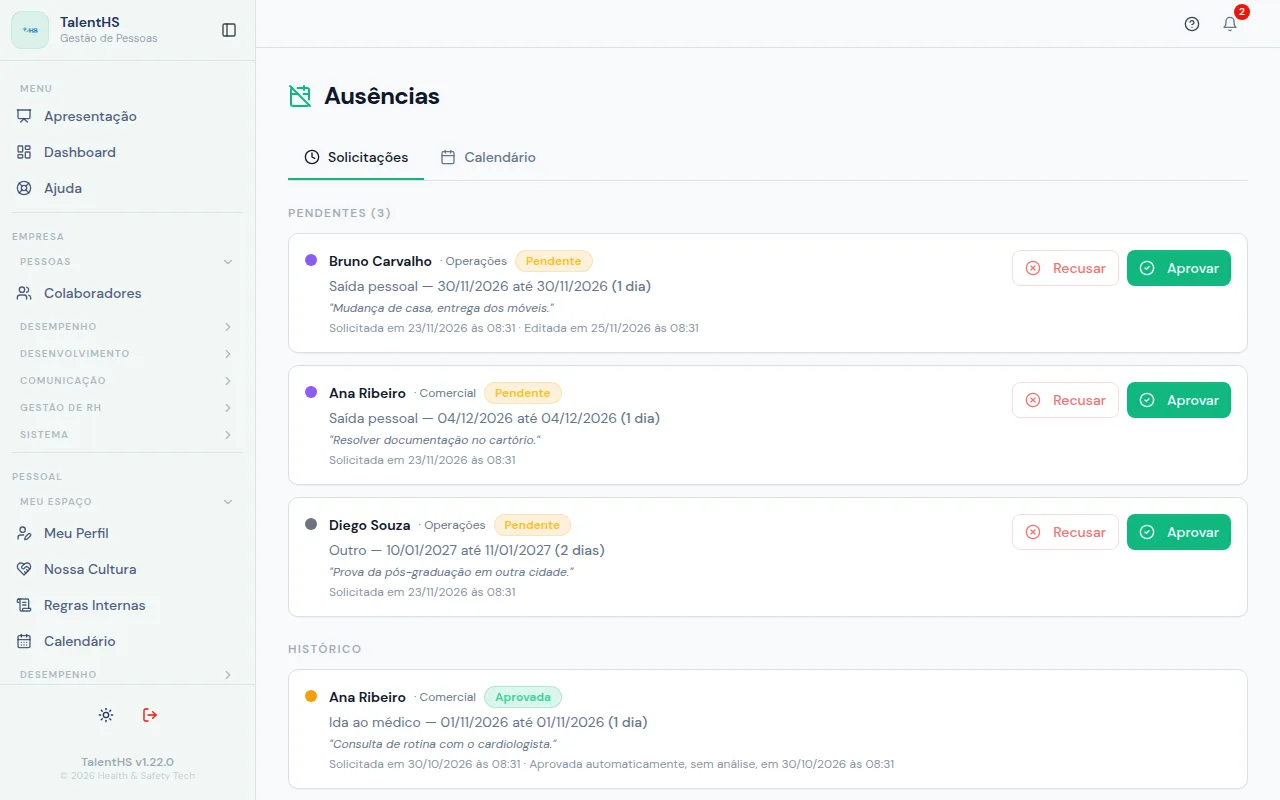 TalentHS
Gestão de Pessoas
MENU
Apresentação
Dashboard
Ajuda
EMPRESA
PESSOAS
Colaboradores
DESEMPENHO
DESENVOLVIMENTO
COMUNICAÇÃO
GESTÃO DE RH
SISTEMA
PESSOAL
MEU ESPAÇO
Meu Perfil
Nossa Cultura
Regras Internas
Calendário
DESEMPENHO
TalentHS v1.22.0
© 2026 Health & Safety Tech
2
Ausências
Solicitações Calendário
PENDENTES (3)
Bruno Carvalho · Operações Pendente
Saída pessoal — 30/11/2026 até 30/11/2026 (1 dia)
"Mudança de casa, entrega dos móveis."
Solicitada em 23/11/2026 às 08:31 · Editada em 25/11/2026 às 08:31
Recusar Aprovar
Ana Ribeiro · Comercial Pendente
Saída pessoal — 04/12/2026 até 04/12/2026 (1 dia)
"Resolver documentação no cartório."
Solicitada em 23/11/2026 às 08:31
Recusar Aprovar
Diego Souza · Operações Pendente
Outro — 10/01/2027 até 11/01/2027 (2 dias)
"Prova da pós-graduação em outra cidade."
Solicitada em 23/11/2026 às 08:31
Recusar Aprovar
HISTÓRICO
Ana Ribeiro · Comercial Aprovada
Ida ao médico — 01/11/2026 até 01/11/2026 (1 dia)
"Consulta de rotina com o cardiologista."
Solicitada em 30/10/2026 às 08:31 · Aprovada automaticamente, sem análise, em 30/10/2026 às 08:31